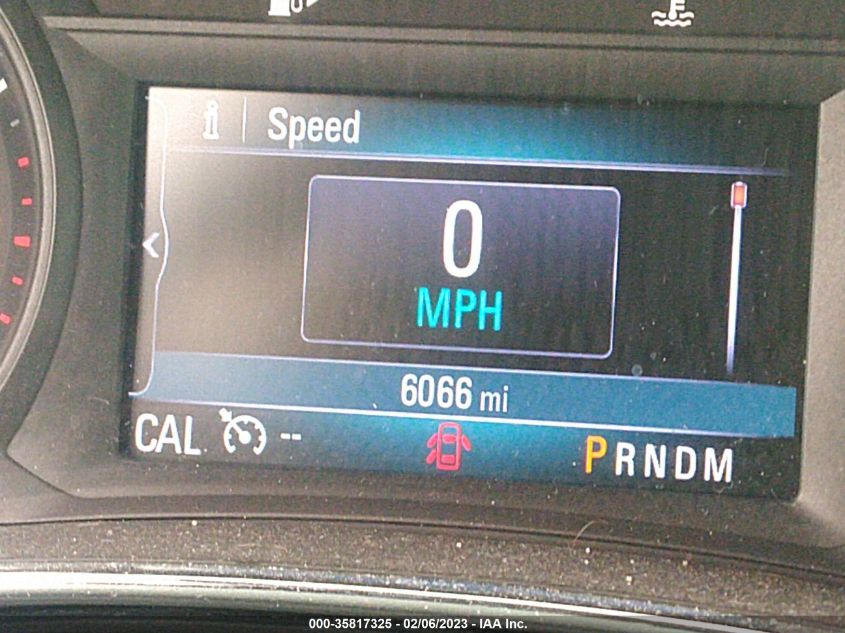 i | Speed
0
MPH
6066 mi
CAL --
PRNDM
000-35817325 - 02/06/2023 - IAA Inc.